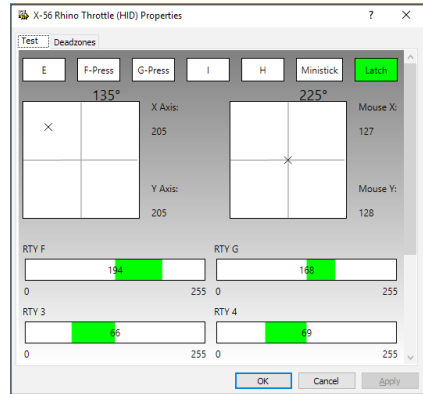 X-56 Rhino Throttle (HID) Properties ? X
Test Deadzones
E F-Press G-Press I H Ministick Latch
135° 225°
X Axis: Mouse X:
205 127
Y Axis: Mouse Y:
205 128
RTY F RTY G
194 168
0 255 0 255
RTY 3 RTY 4
66 69
0 255 0 255
OK Cancel Apply